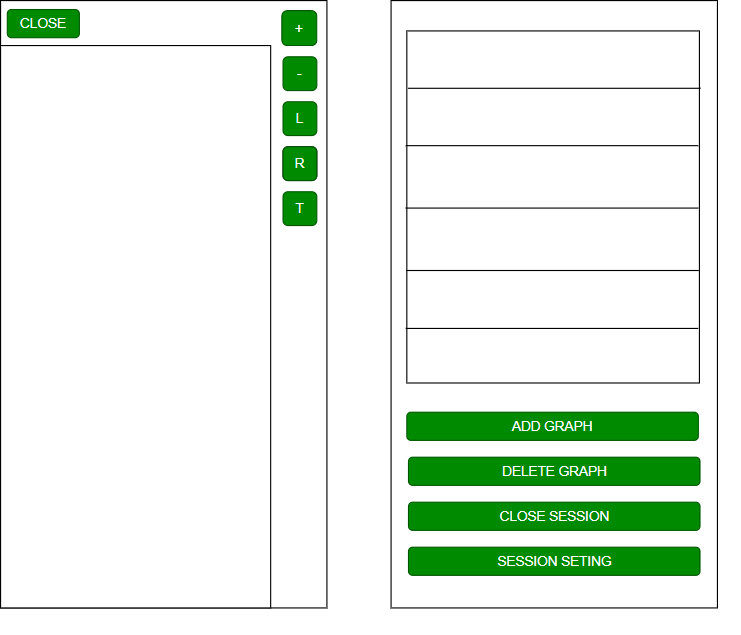 CLOSE
+
-
L
R
T
ADD GRAPH
DELETE GRAPH
CLOSE SESSION
SESSION SETING